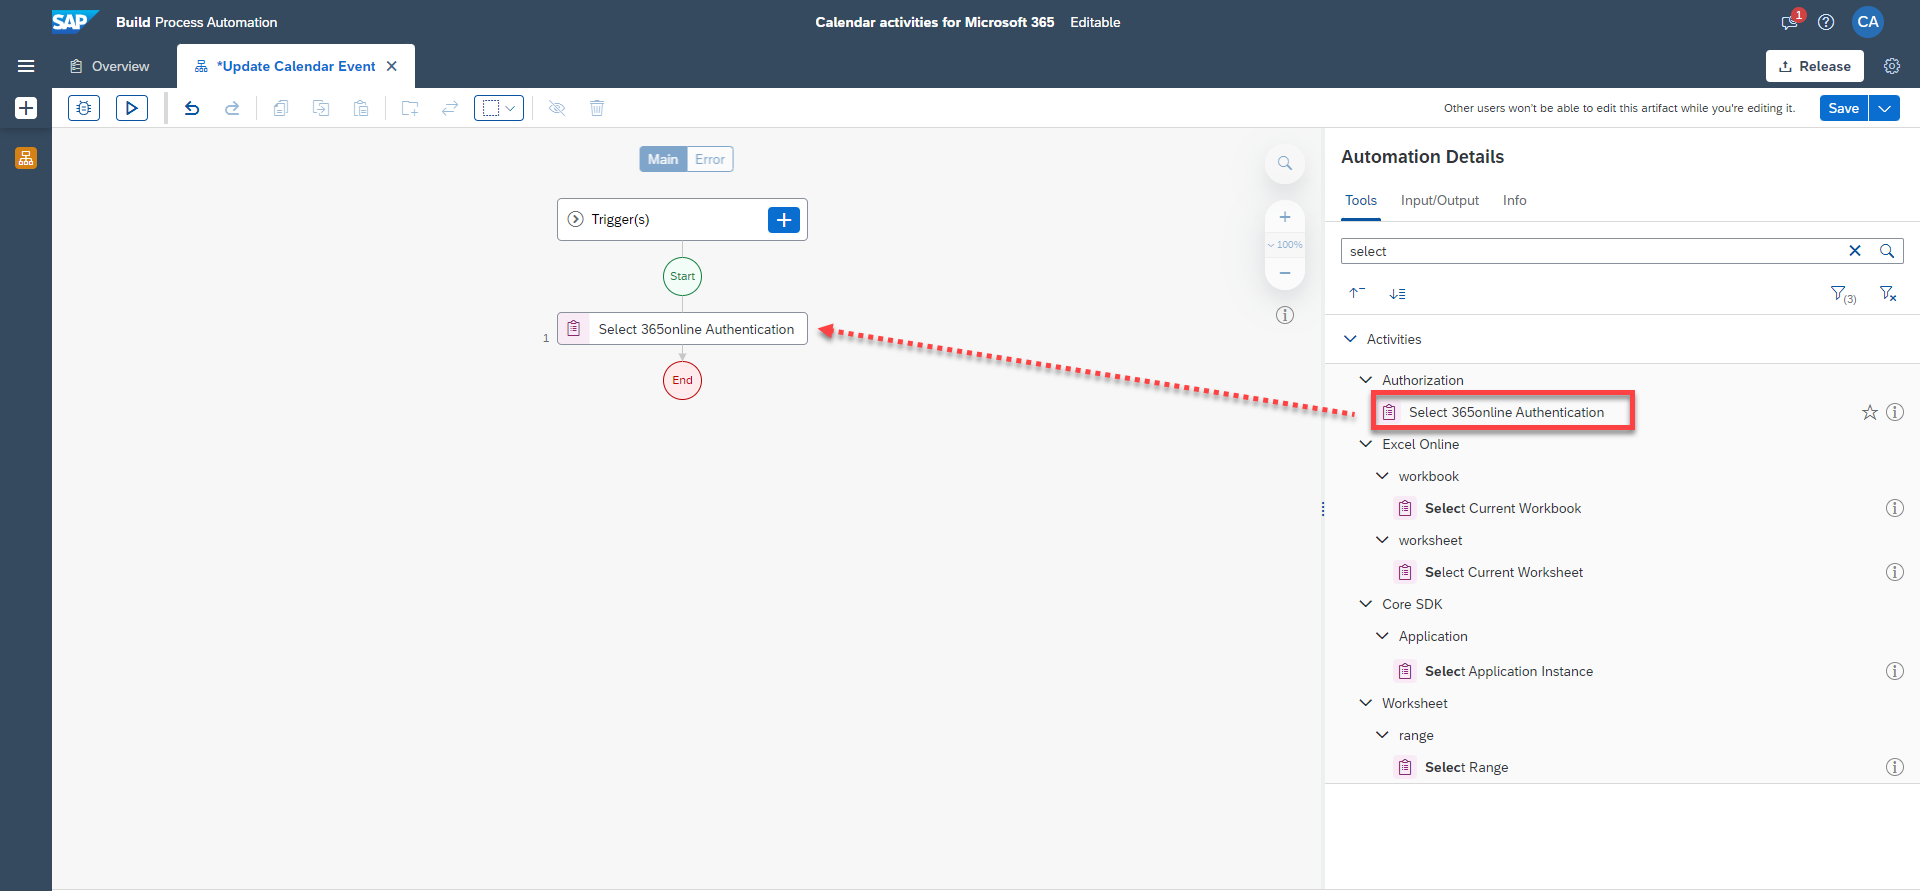 SAP Build Process Automation
Calendar activities for Microsoft 365 Editable
1
CA
Overview
*Update Calendar Event
Release
Other users won't be able to edit this artifact while you're editing it.
Save
Main Error
Trigger(s)
Start
1
Select 365online Authentication
End
100%
Automation Details
Tools Input/Output Info
select
(3)
Activities
Authorization
Select 365online Authentication
Excel Online
workbook
Select Current Workbook
worksheet
Select Current Worksheet
Core SDK
Application
Select Application Instance
Worksheet
range
Select Range